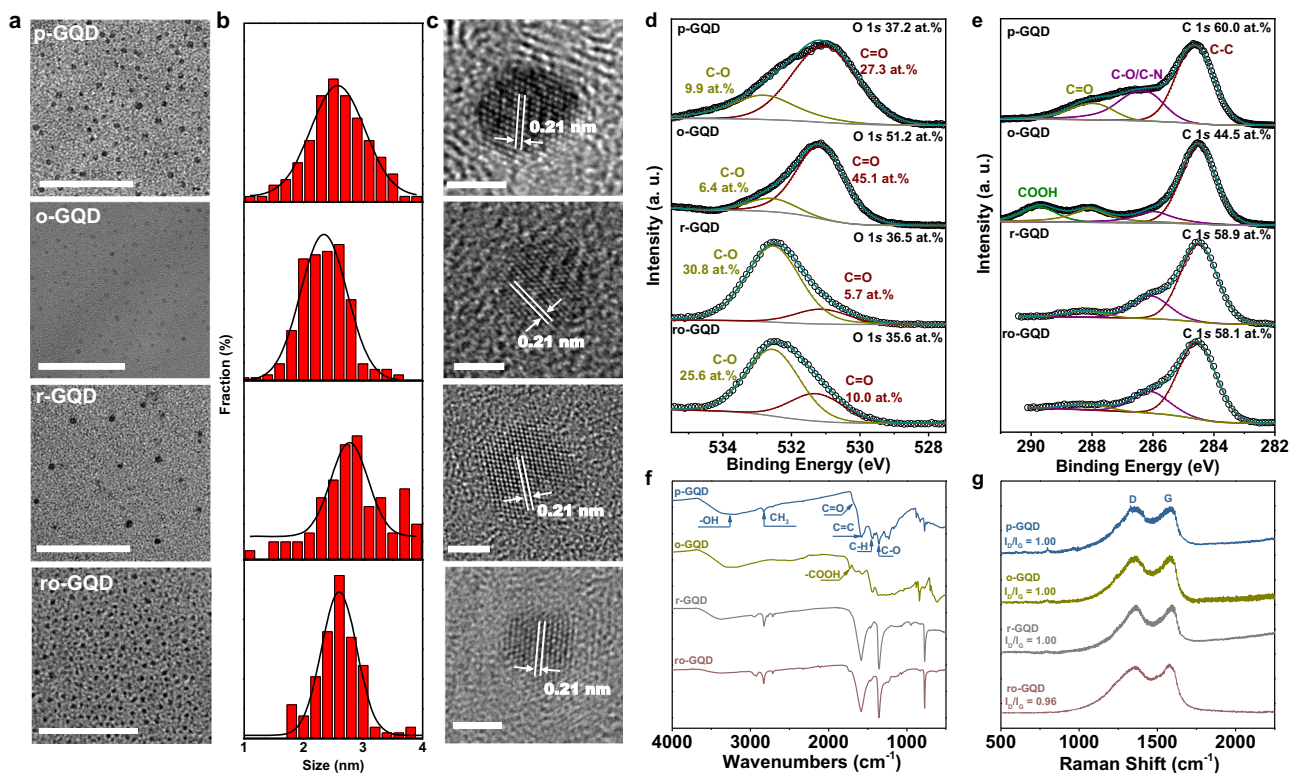 a
p-GQD
o-GQD
r-GQD
ro-GQD
b
Fraction (%)
1 2 3 4
Size (nm)
c
0.21 nm
0.21 nm
0.21 nm
0.21 nm
d
p-GQD
O 1s 37.2 at.%
C=O
27.3 at.%
C-O
9.9 at.%
o-GQD
O 1s 51.2 at.%
C=O
45.1 at.%
C-O
6.4 at.%
r-GQD
O 1s 36.5 at.%
C-O
30.8 at.%
C=O
5.7 at.%
ro-GQD
O 1s 35.6 at.%
C-O
25.6 at.%
C=O
10.0 at.%
Intensity (a. u.)
534 532 530 528
Binding Energy (eV)
e
p-GQD
C 1s 60.0 at.%
C-C
C-O/C-N
C=O
o-GQD
C 1s 44.5 at.%
COOH
r-GQD
C 1s 58.9 at.%
ro-GQD
C 1s 58.1 at.%
Intensity (a. u.)
290 288 286 284 282
Binding Energy (eV)
f
p-GQD
-OH
CH3
C=O
C=C
C-H
C-O
o-GQD
-COOH
r-GQD
ro-GQD
4000 3000 2000 1000
Wavenumbers (cm-1)
g
D G
p-GQD
ID/IG = 1.00
o-GQD
ID/IG = 1.00
r-GQD
ID/IG = 1.00
ro-GQD
ID/IG = 0.96
500 1000 1500 2000
Raman Shift (cm-1)